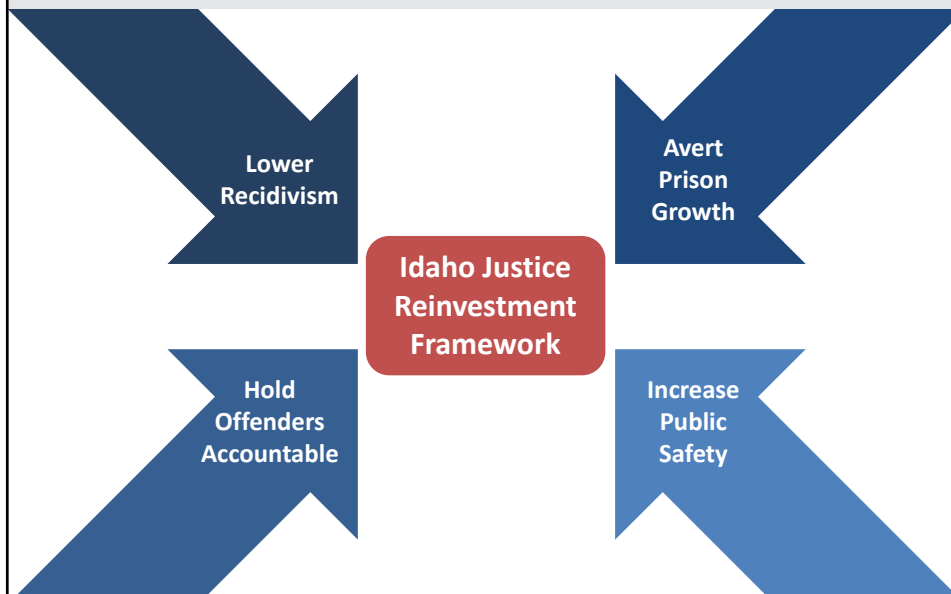 Lower
Recidivism
Avert
Prison
Growth
Idaho Justice
Reinvestment
Framework
Hold
Offenders
Accountable
Increase
Public
Safety